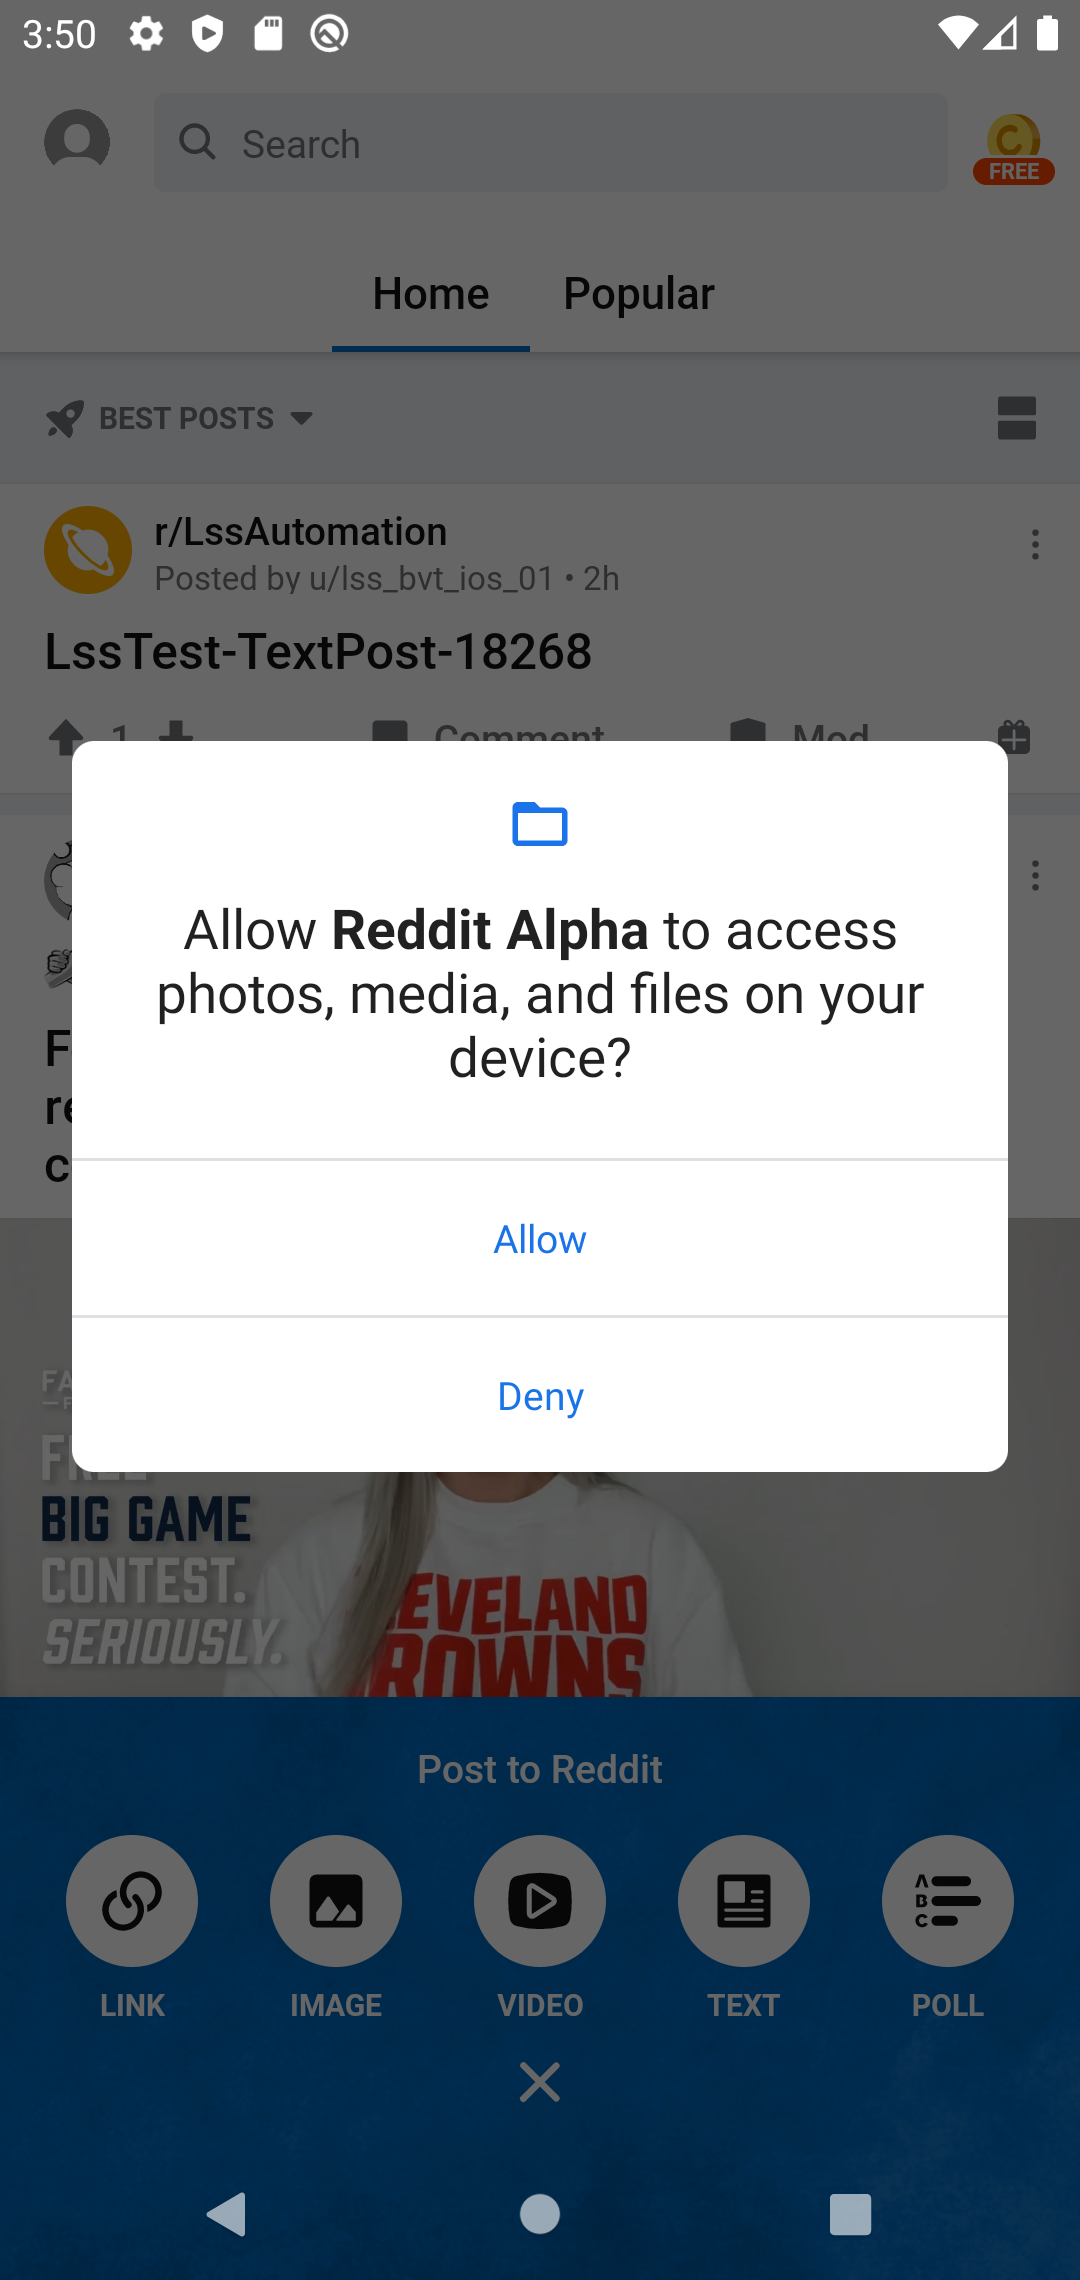 3:50
Search
FREE
Home Popular
BEST POSTS
r/LssAutomation
Posted by u/lss_bvt_ios_01 • 2h
LssTest-TextPost-18268
1 Comment Mod
Allow Reddit Alpha to access
photos, media, and files on your
device?
Allow
Deny
BIG GAME
CONTEST.
SERIOUSLY.
Post to Reddit
LINK IMAGE VIDEO TEXT POLL